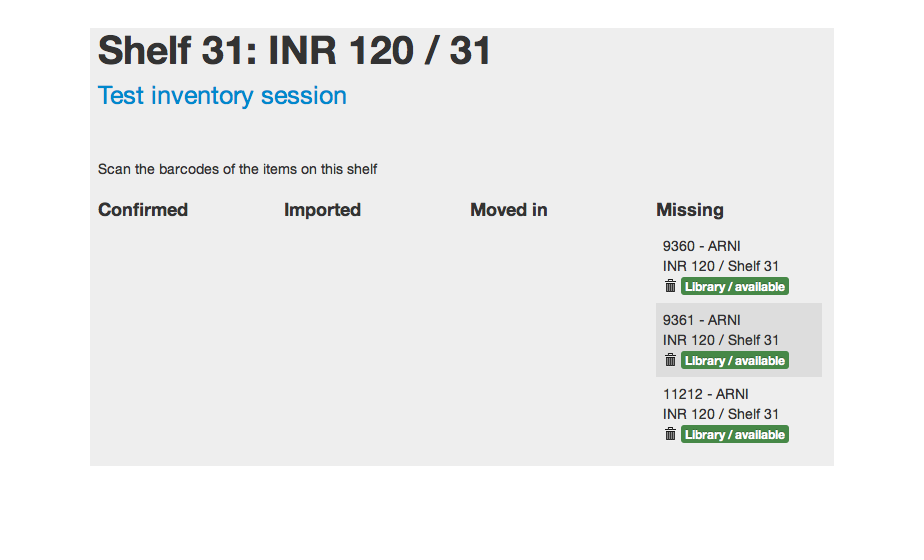 Shelf 31: INR 120 / 31
Test inventory session
Scan the barcodes of the items on this shelf
Confirmed Imported Moved in Missing
9360 - ARNI
INR 120 / Shelf 31
Library / available
9361 - ARNI
INR 120 / Shelf 31
Library / available
11212 - ARNI
INR 120 / Shelf 31
Library / available